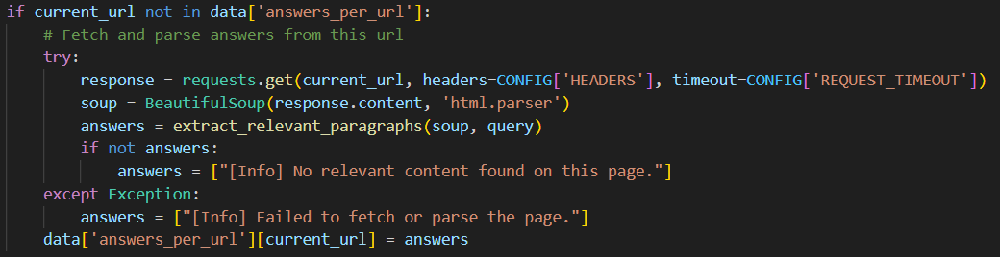 if current_url not in data['answers_per_url']:
    # Fetch and parse answers from this url
    try:
        response = requests.get(current_url, headers=CONFIG['HEADERS'], timeout=CONFIG['REQUEST_TIMEOUT'])
        soup = BeautifulSoup(response.content, 'html.parser')
        answers = extract_relevant_paragraphs(soup, query)
        if not answers:
            answers = ["[Info] No relevant content found on this page."]
    except Exception:
        answers = ["[Info] Failed to fetch or parse the page."]
    data['answers_per_url'][current_url] = answers